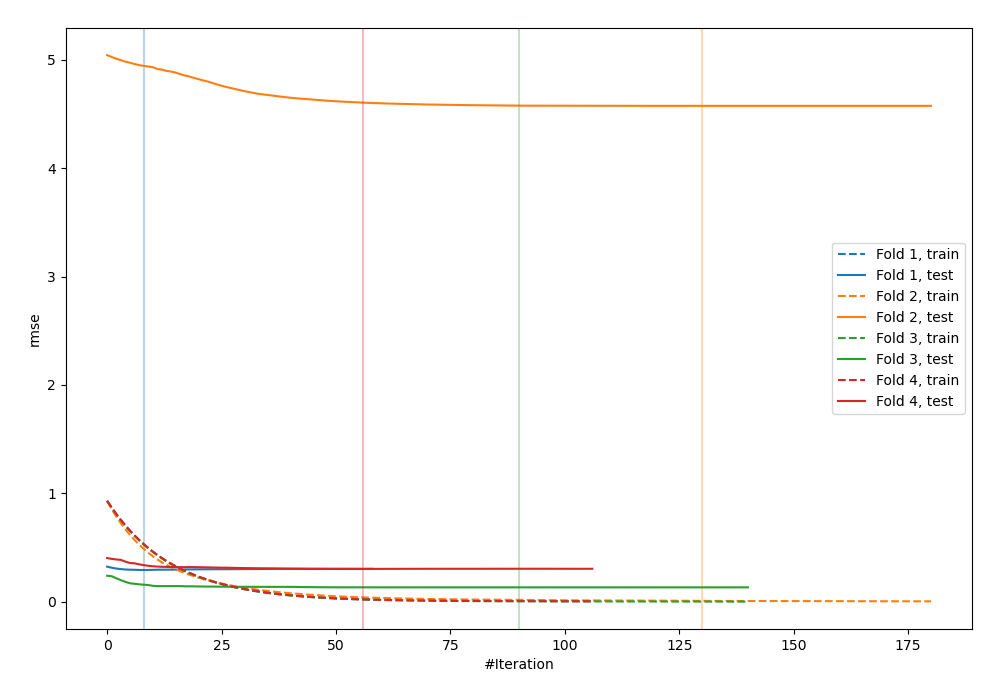 5
4
3
2
1
0
rmse
0
25
50
75
100
125
150
175
#Iteration
Fold 1, train
Fold 1, test
Fold 2, train
Fold 2, test
Fold 3, train
Fold 3, test
Fold 4, train
Fold 4, test